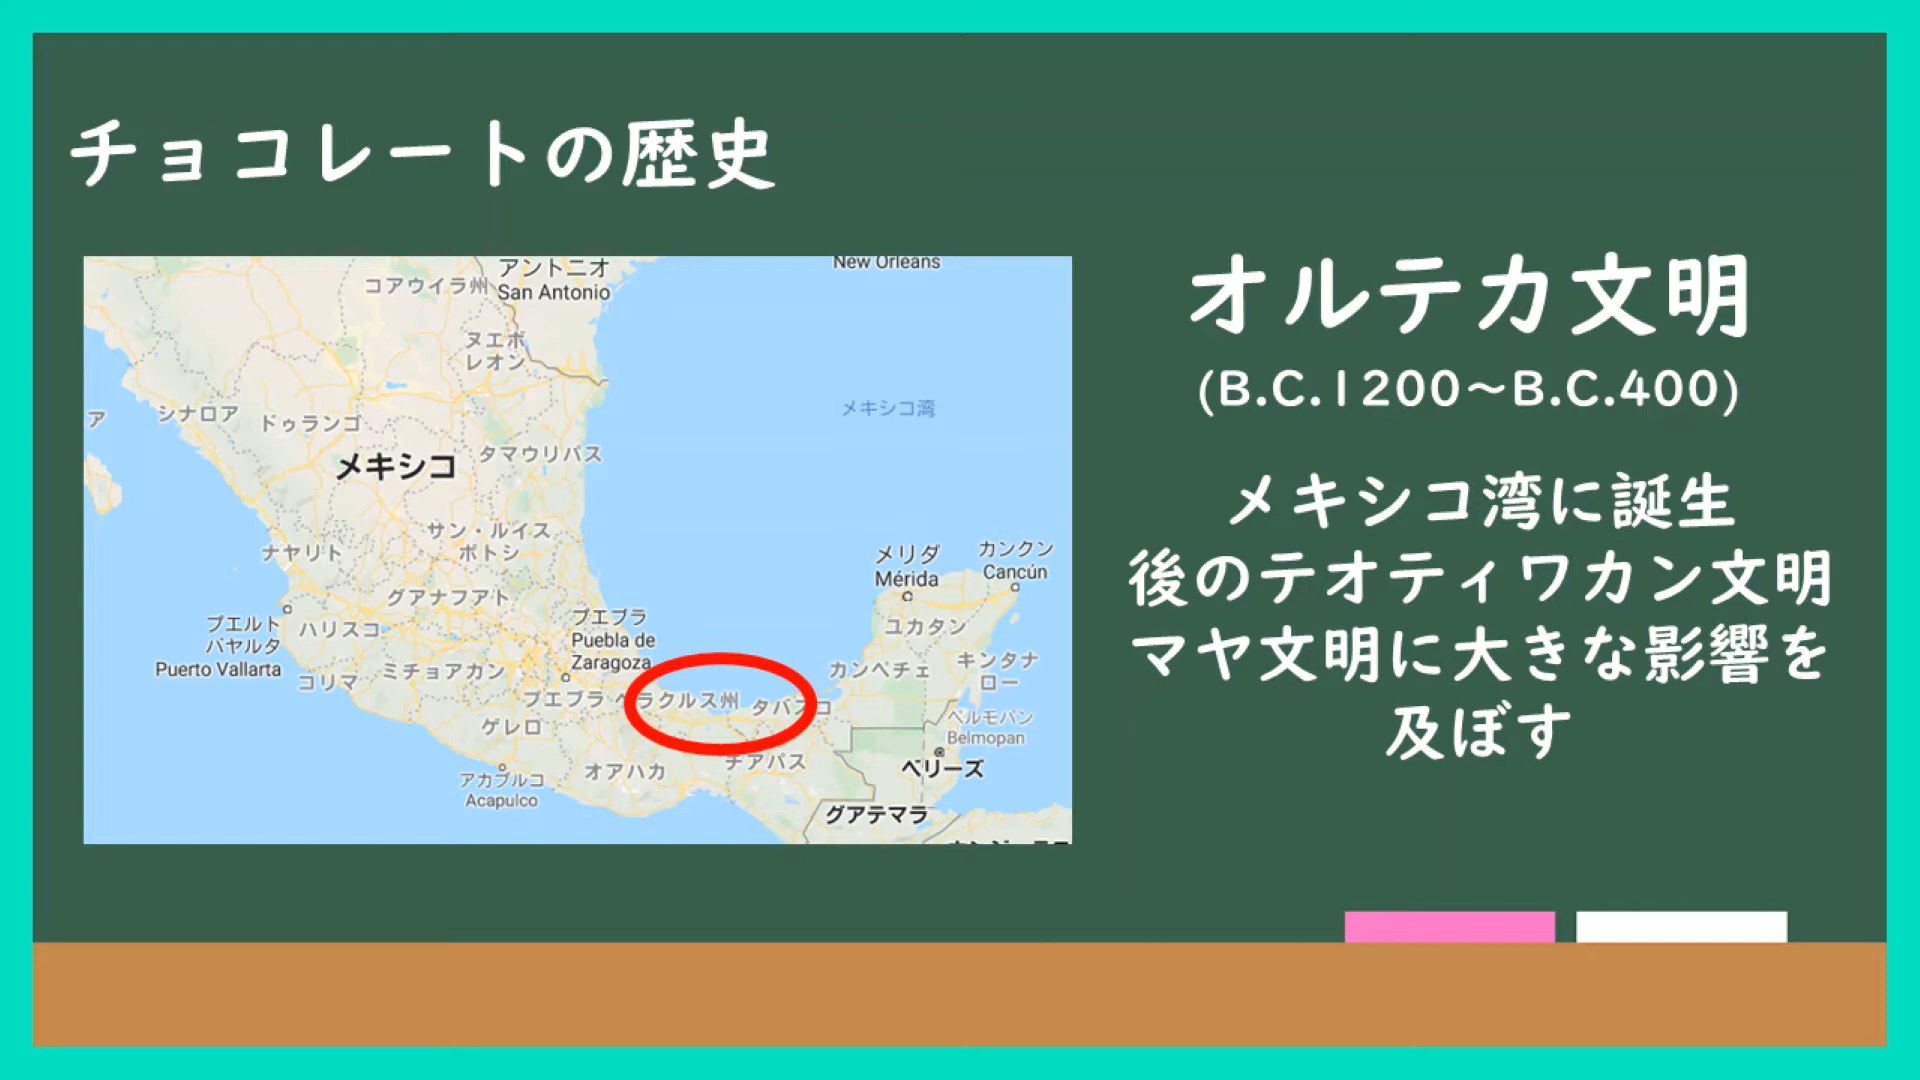 チョコレートの歴史
オルテカ文明
(B.C.1200～B.C.400)
メキシコ湾に誕生
後のテオティワカン文明
マヤ文明に大きな影響を
及ぼす
New Orleans
アントニオ
San Antonio
コアウイラ州
ヌエボ
レオン
メキシコ湾
ア
シナロア
ドゥランゴ
タマウリパス
メキシコ
サン・ルイス
ポトシ
ナヤリト
メリダ
Mérida
カンクン
Cancún
グアナフアト
プエルト
バヤルタ
Puerto Vallarta
ハリスコ
プエブラ
Puebla de
Zaragoza
ユカタン
コリマ
ミチョアカン
カンペチェ
キンタナ
ロー
プエブラ
ベラクルス州
タバスコ
ゲレロ
ベルモパン
Belmopan
アカプルコ
Acapulco
オアハカ
チアパス
ベリーズ
グアテマラ